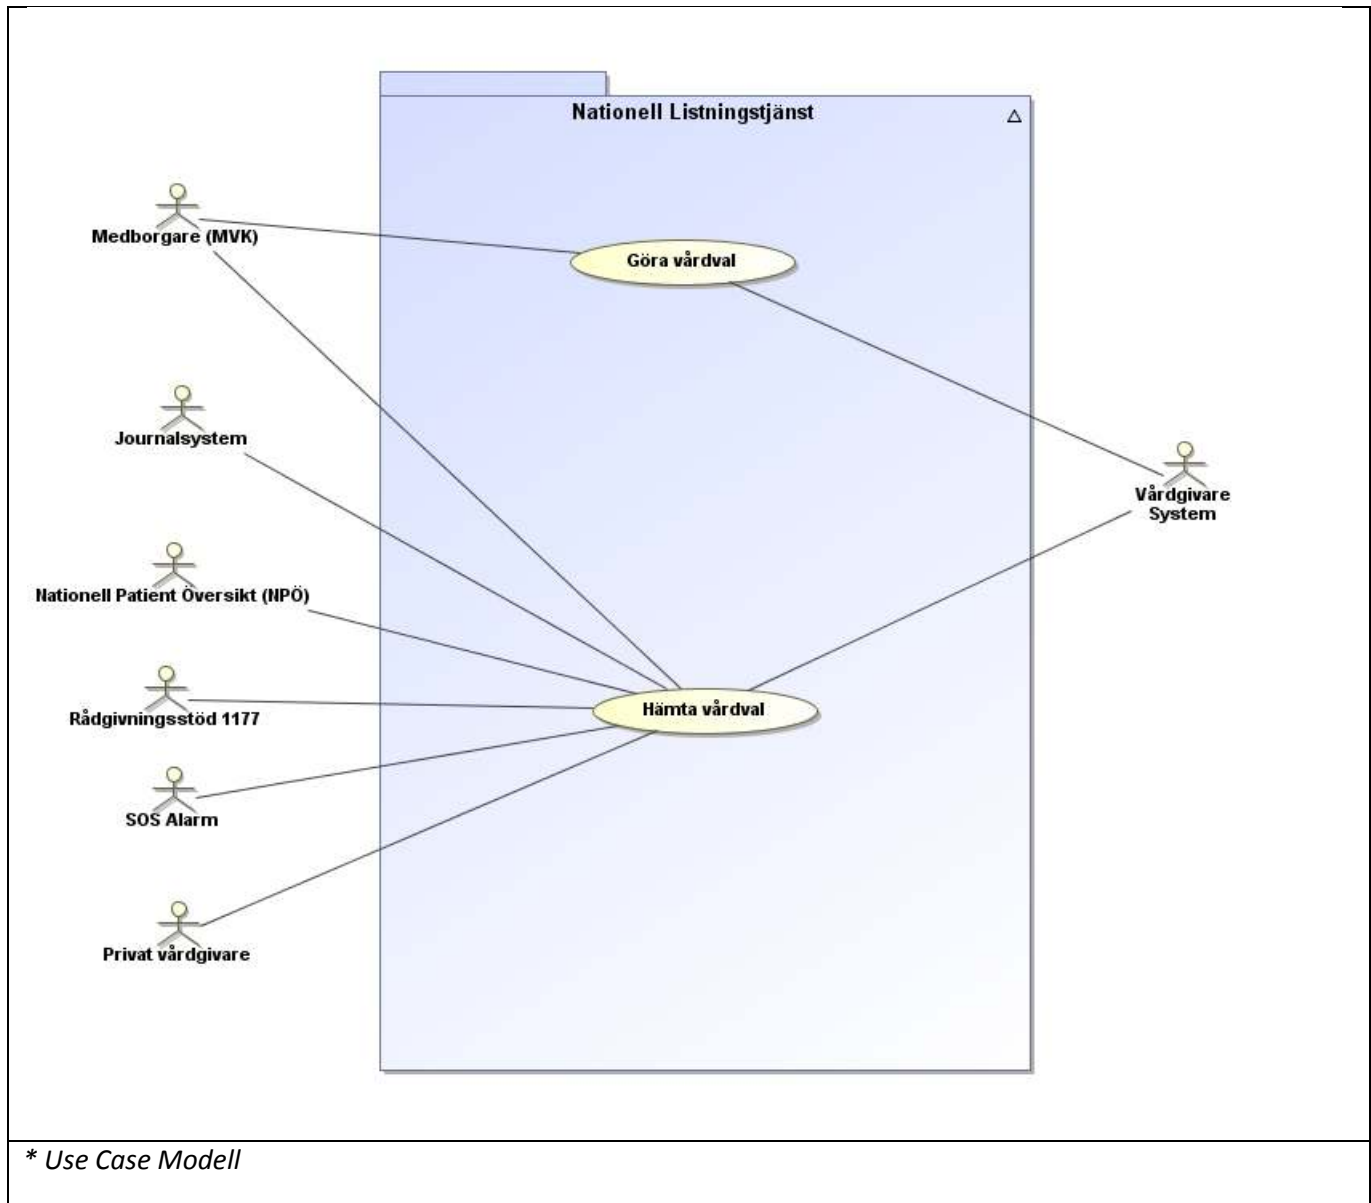 Nationell Listningstjänst
Medborgare (MVK)
Göra vårdval
Journalsystem
Vårdgivare
System
Nationell Patient Översikt (NPÖ)
Rådgivningsstöd 1177
Hämta vårdval
SOS Alarm
Privat vårdgivare
* Use Case Modell